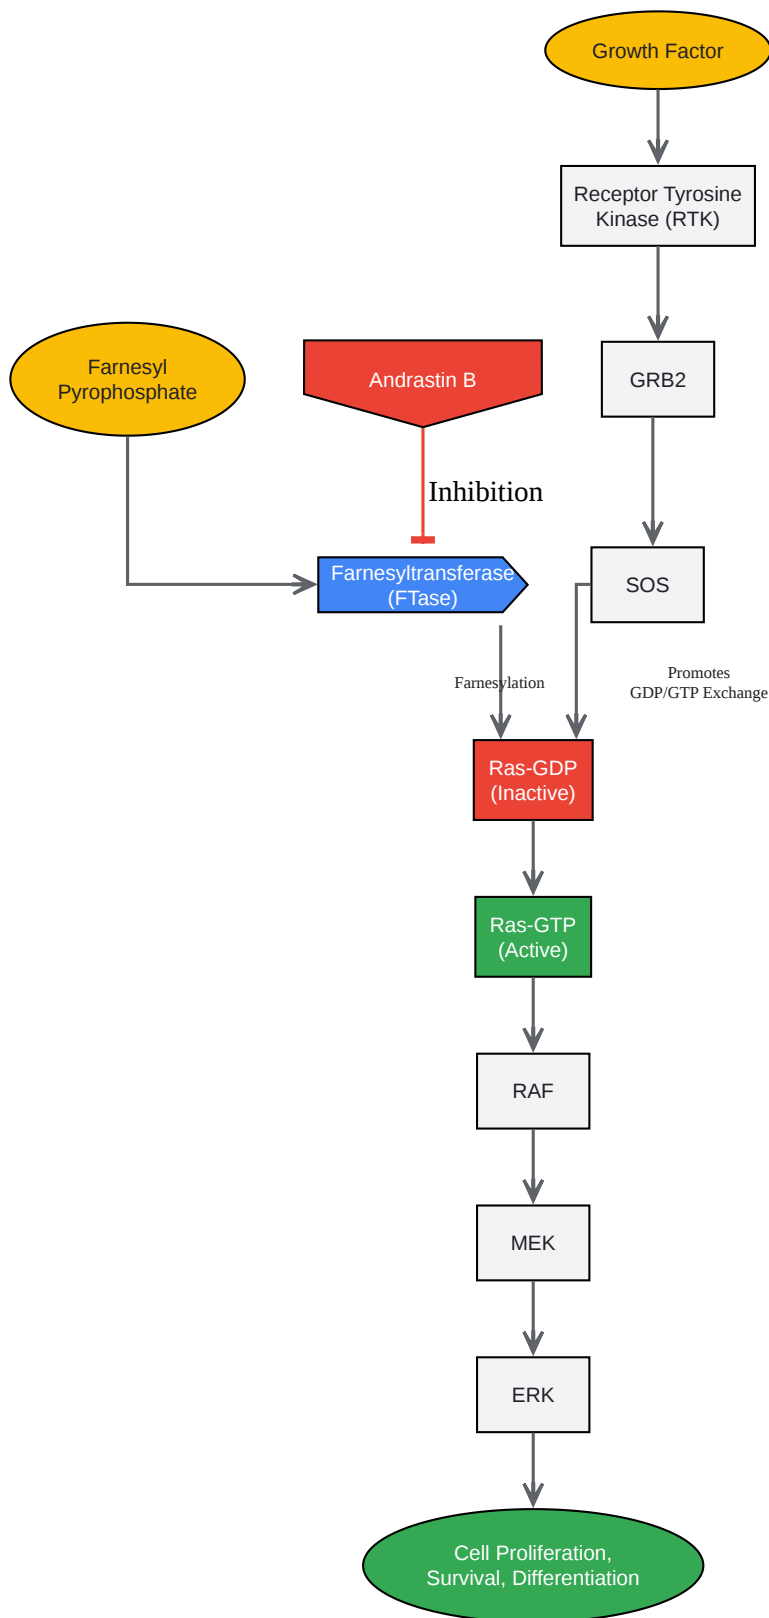 Growth Factor
Receptor Tyrosine
Kinase (RTK)
Farnesyl
Pyrophosphate
Andrastin B
GRB2
Inhibition
Farnesyltransferase
(FTase)
SOS
Farnesylation
Promotes
GDP/GTP Exchange
Ras-GDP
(Inactive)
Ras-GTP
(Active)
RAF
MEK
ERK
Cell Proliferation,
Survival, Differentiation